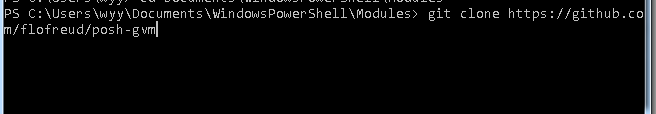 PS C:\Users\wyy\Documents\WindowsPowerShell\Modules> git clone https://github.co
m/flofreud/posh-gvm